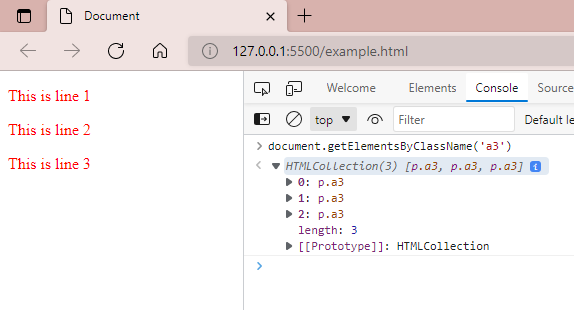 Document
127.0.0.1:5500/example.html
This is line 1
This is line 2
This is line 3
Welcome Elements Console Source
top Filter Default le
document.getElementsByClassName('a3')
HTMLCollection(3) [p.a3, p.a3, p.a3] i
0: p.a3
1: p.a3
2: p.a3
length: 3
[[Prototype]]: HTMLCollection